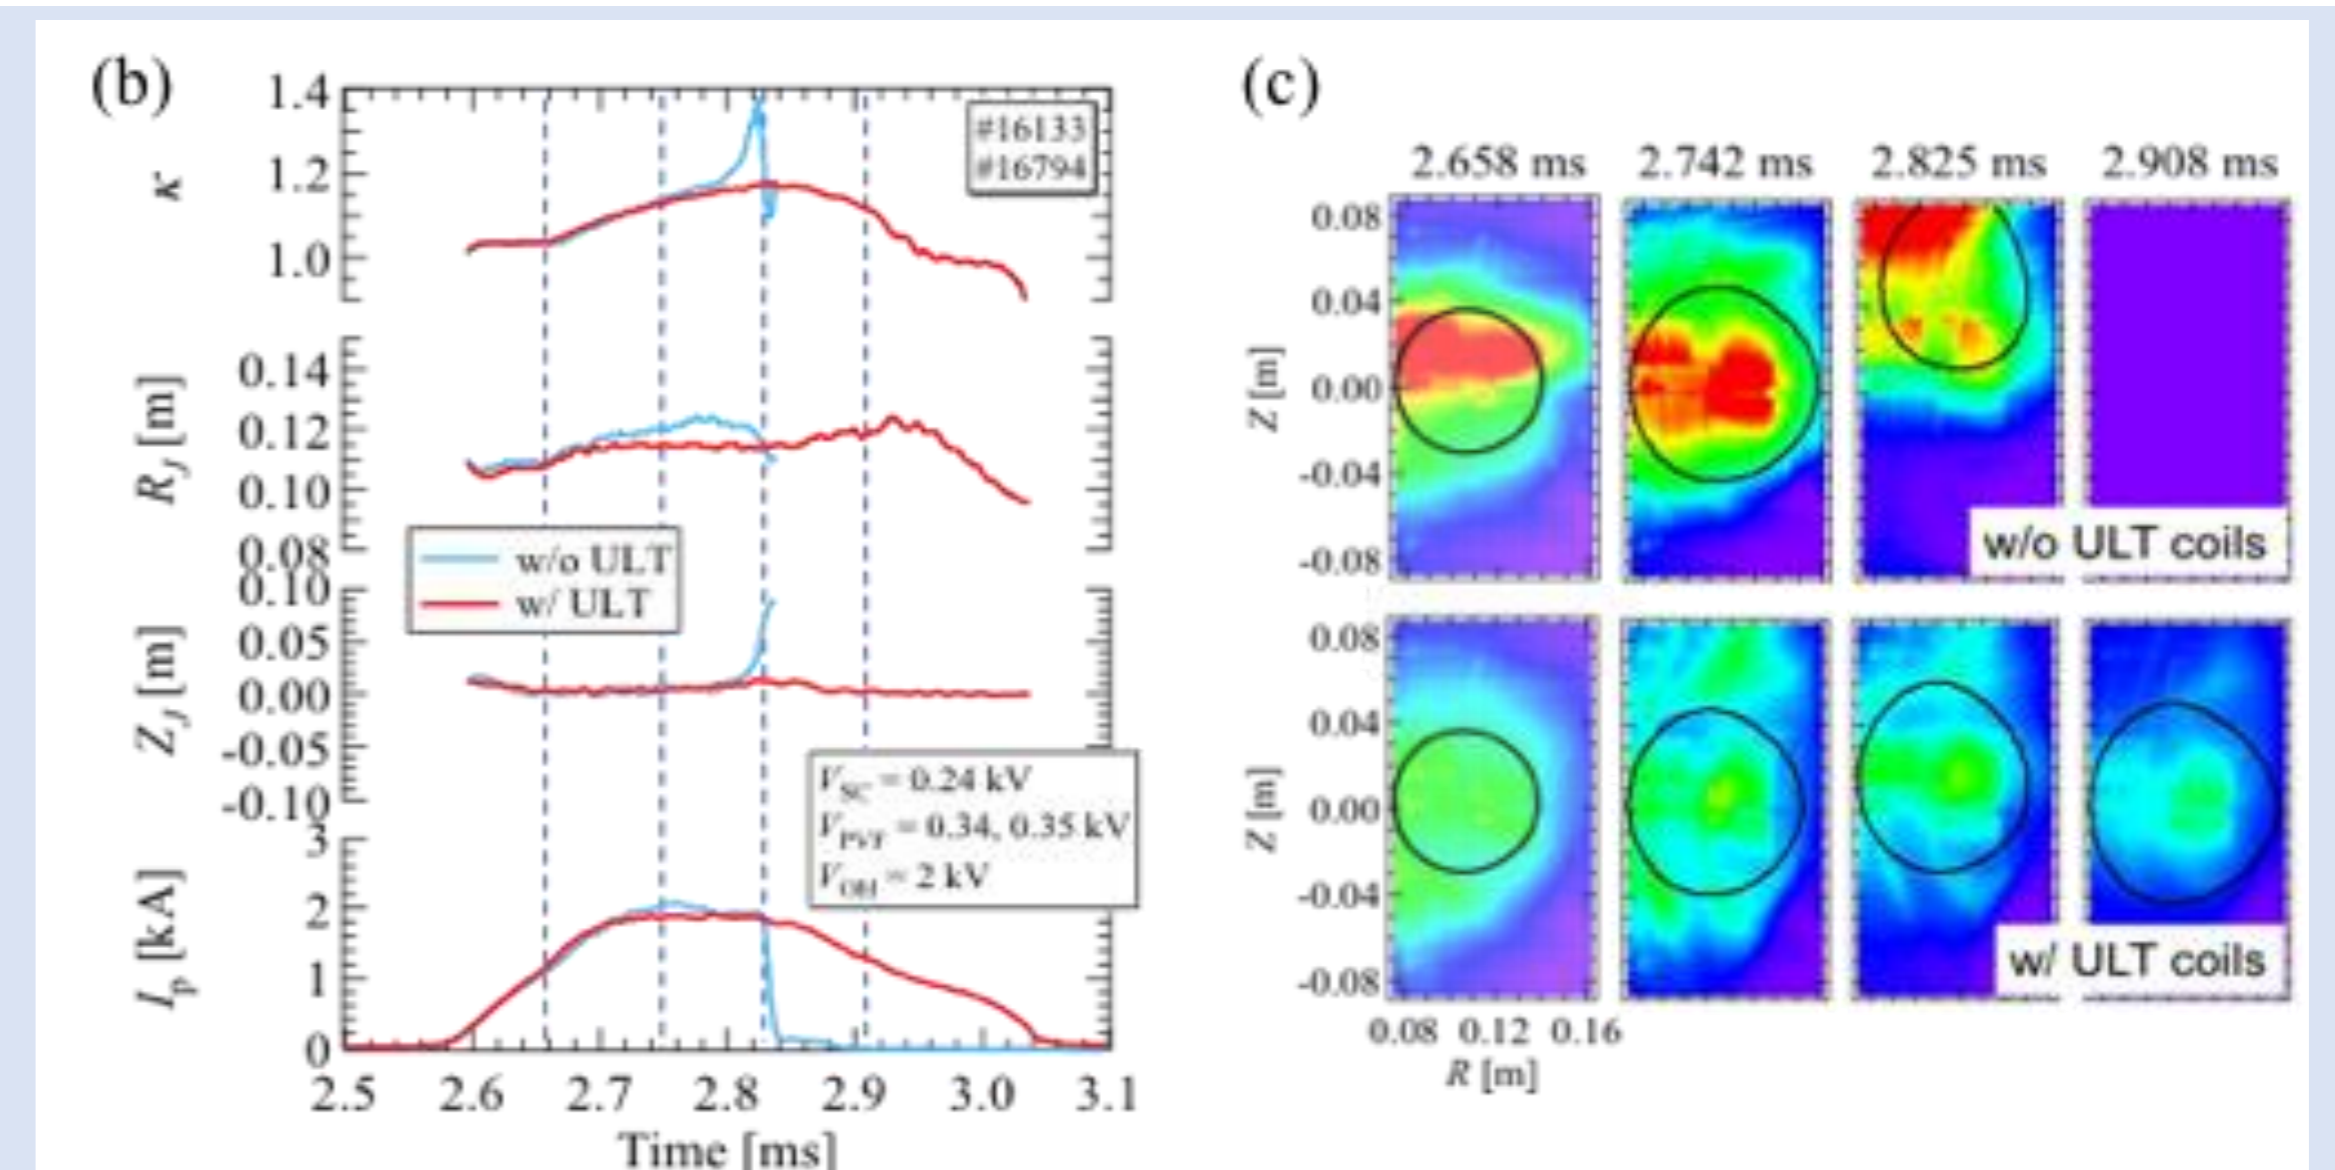 (b)
κ
1.4
1.2
1.0
#16133
#16794
R_J [m]
0.14
0.12
0.10
0.08
w/o ULT
w/ ULT
Z_J [m]
0.10
0.05
0.00
-0.05
-0.10
V_SC = 0.24 kV
V_PVF = 0.34, 0.35 kV
V_OH = 2 kV
I_p [kA]
3
2
1
0
2.5 2.6 2.7 2.8 2.9 3.0 3.1
Time [ms]
(c)
2.658 ms 2.742 ms 2.825 ms 2.908 ms
Z [m]
0.08
0.04
0.00
-0.04
-0.08
w/o ULT coils
Z [m]
0.08
0.04
0.00
-0.04
-0.08
w/ ULT coils
0.08 0.12 0.16
R [m]